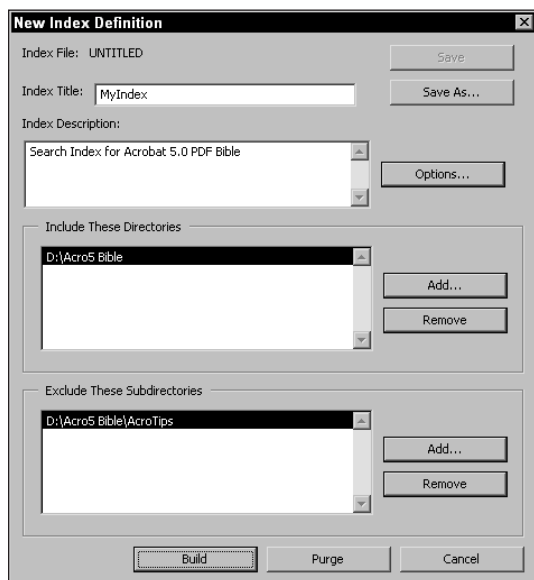 New Index Definition
Index File: UNTITLED
Save
Index Title: MyIndex
Save As...
Index Description:
Search Index for Acrobat 5.0 PDF Bible
Options...
Include These Directories
D:\Acro5 Bible
Add...
Remove
Exclude These Subdirectories
D:\Acro5 Bible\AcroTips
Add...
Remove
Build
Purge
Cancel